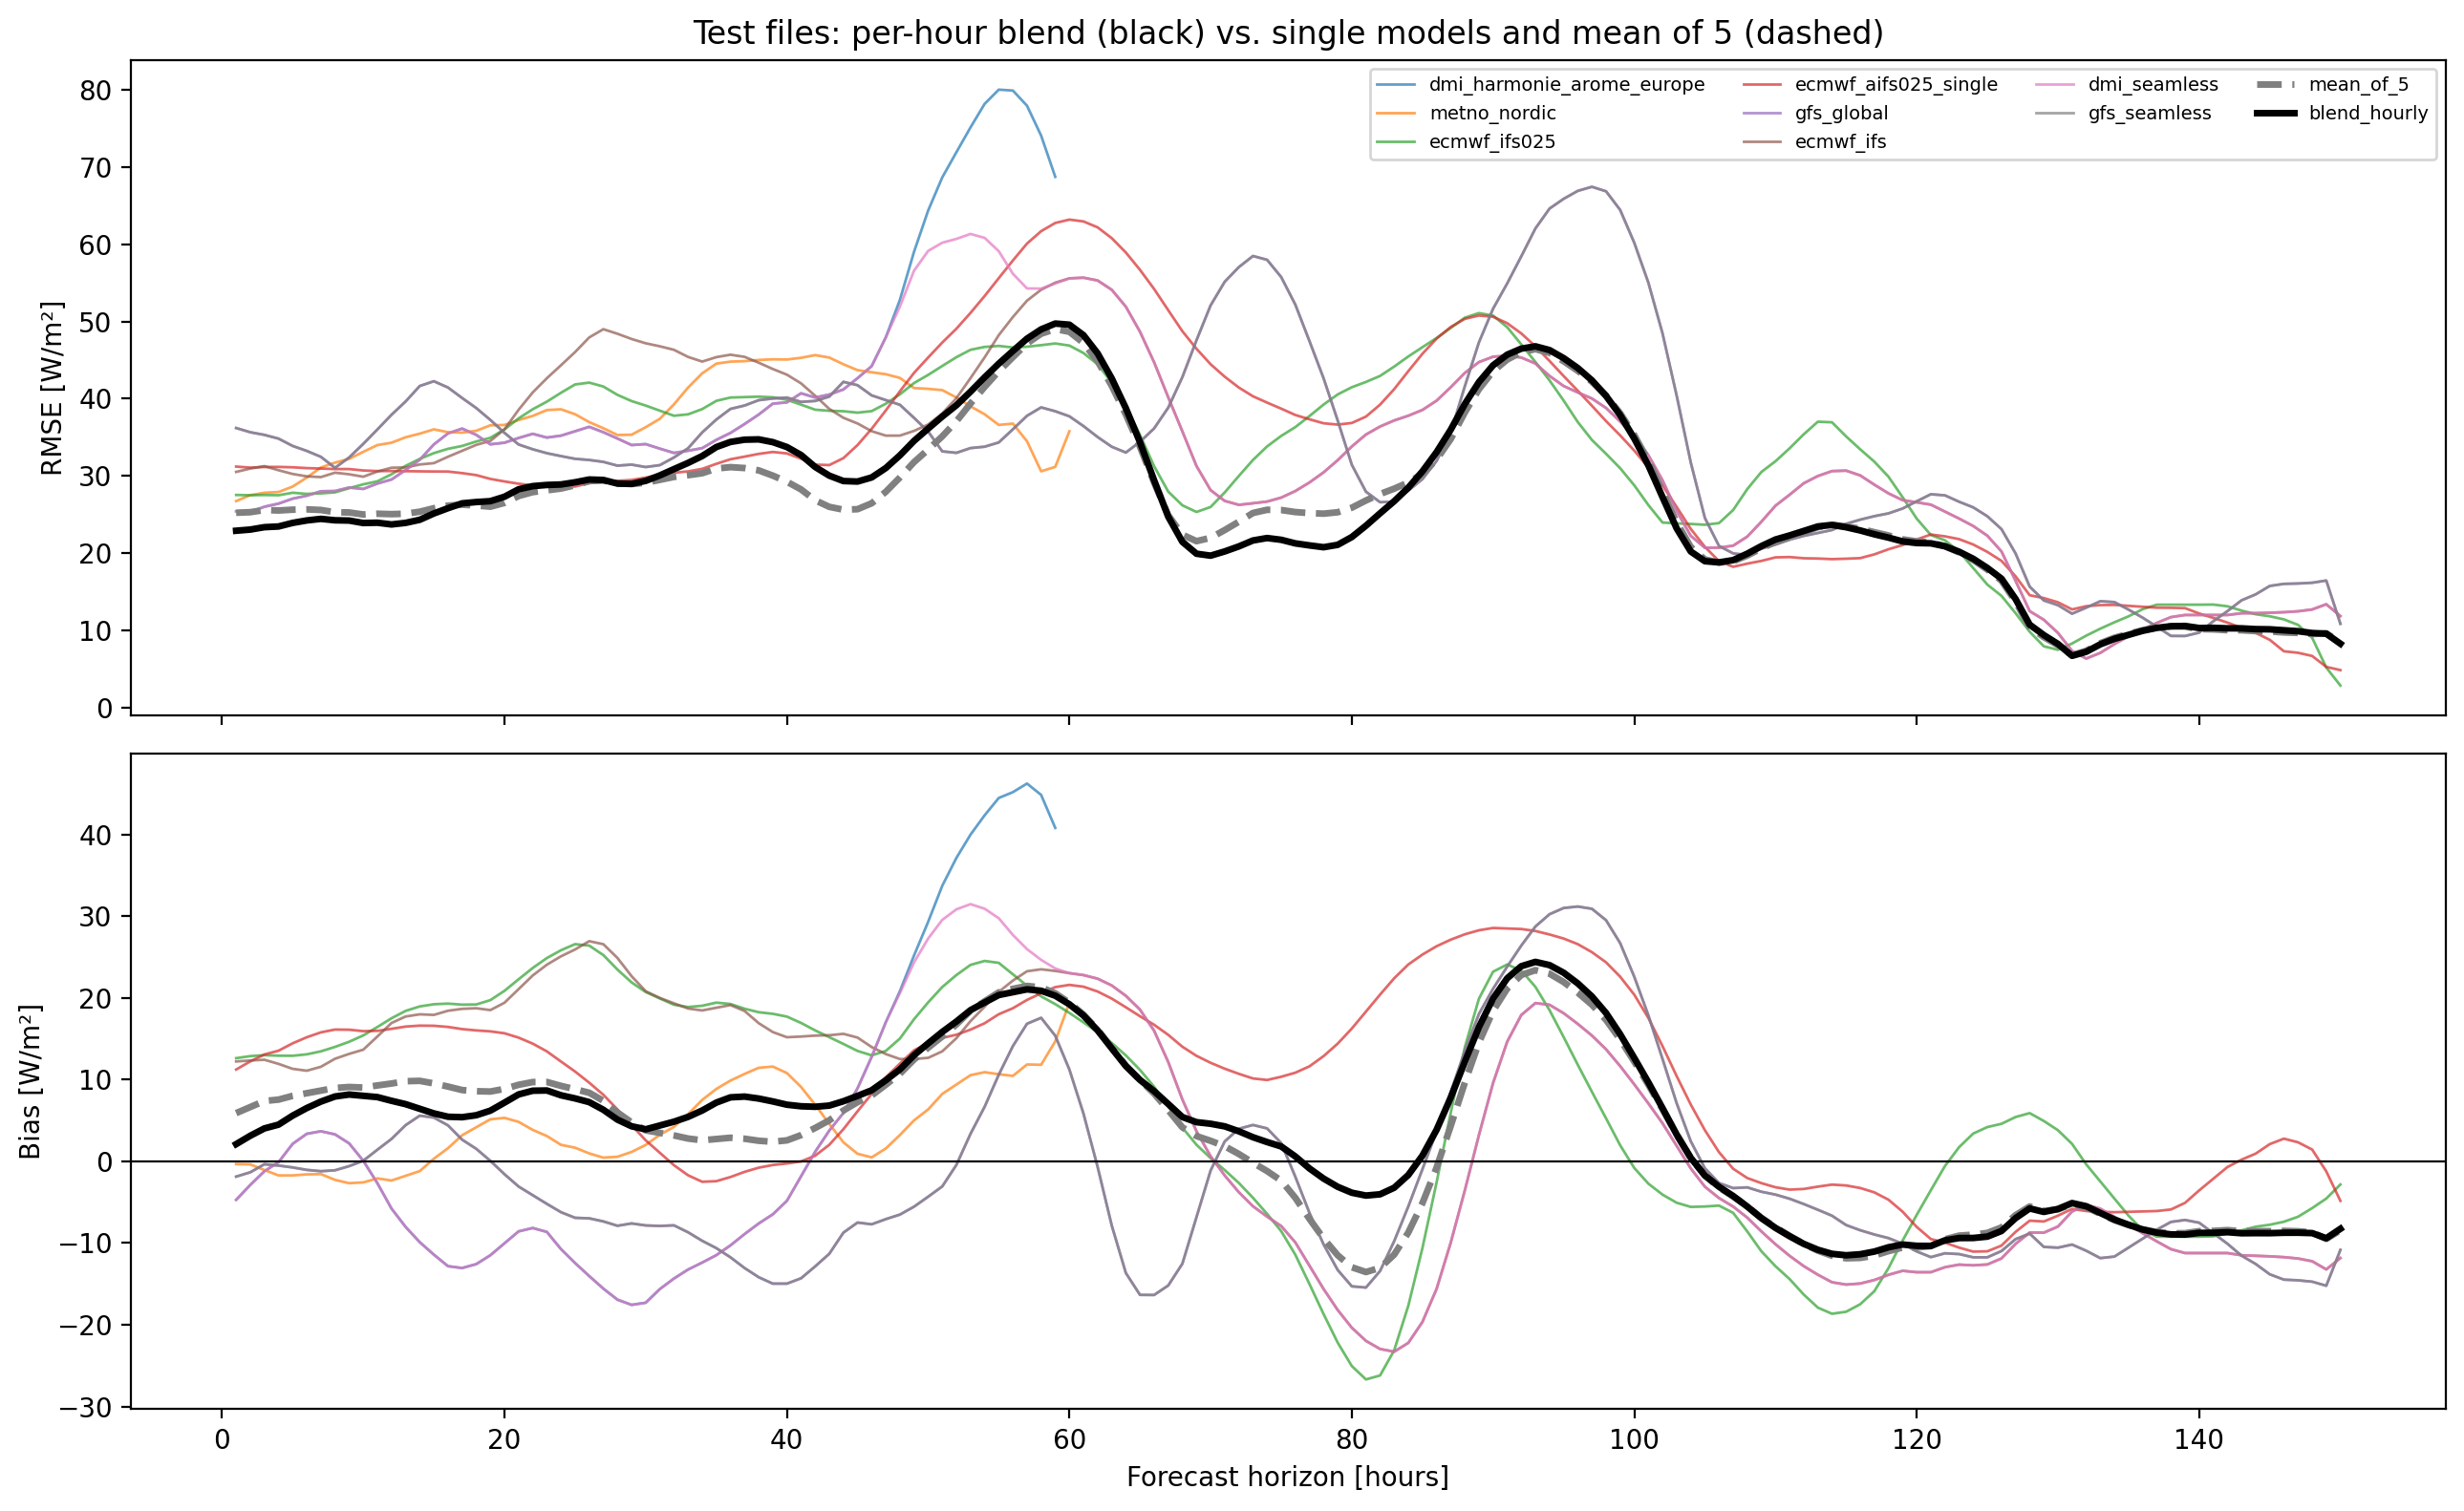 Test files: per-hour blend (black) vs. single models and mean of 5 (dashed)
80
70
60
50
40
30
20
10
0
RMSE [W/m²]
dmi_harmonie_arome_europe
metno_nordic
ecmwf_ifs025
ecmwf_aifs025_single
gfs_global
ecmwf_ifs
dmi_seamless
gfs_seamless
mean_of_5
blend_hourly
40
30
20
10
0
−10
−20
−30
Bias [W/m²]
0 20 40 60 80 100 120 140
Forecast horizon [hours]